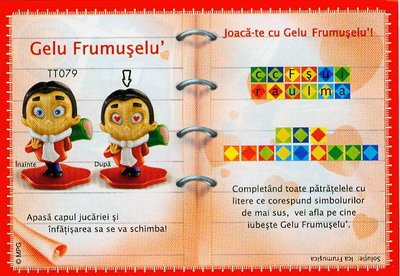 Gelu Frumuşelu'
TT079
Înainte
După
Apasă capul jucăriei şi
înfăţişarea sa se va schimba!
© MPG
Joacă-te cu Gelu Frumuşelu'!
c c F ş u i
r a u l m a
Completând toate pătrăţelele cu
litere ce corespund simbolurilor
de mai sus, vei afla pe cine
iubeşte Gelu Frumuşelu'.
Soluţie: Ica Frumuşica